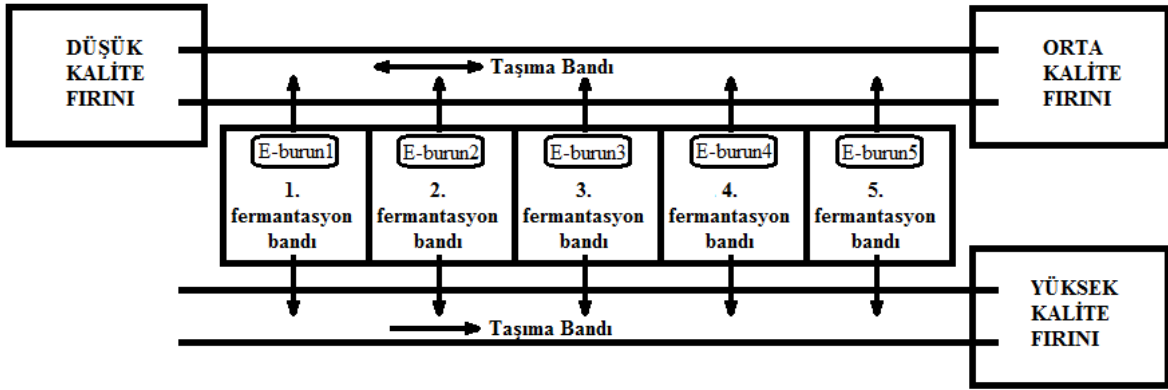 DÜŞÜK
KALİTE
FIRINI
Taşıma Bandı
ORTA
KALİTE
FIRINI
E-burun1
E-burun2
E-burun3
E-burun4
E-burun5
1.
fermantasyon
bandı
2.
fermantasyon
bandı
3.
fermantasyon
bandı
4.
fermantasyon
bandı
5.
fermantasyon
bandı
Taşıma Bandı
YÜKSEK
KALİTE
FIRINI